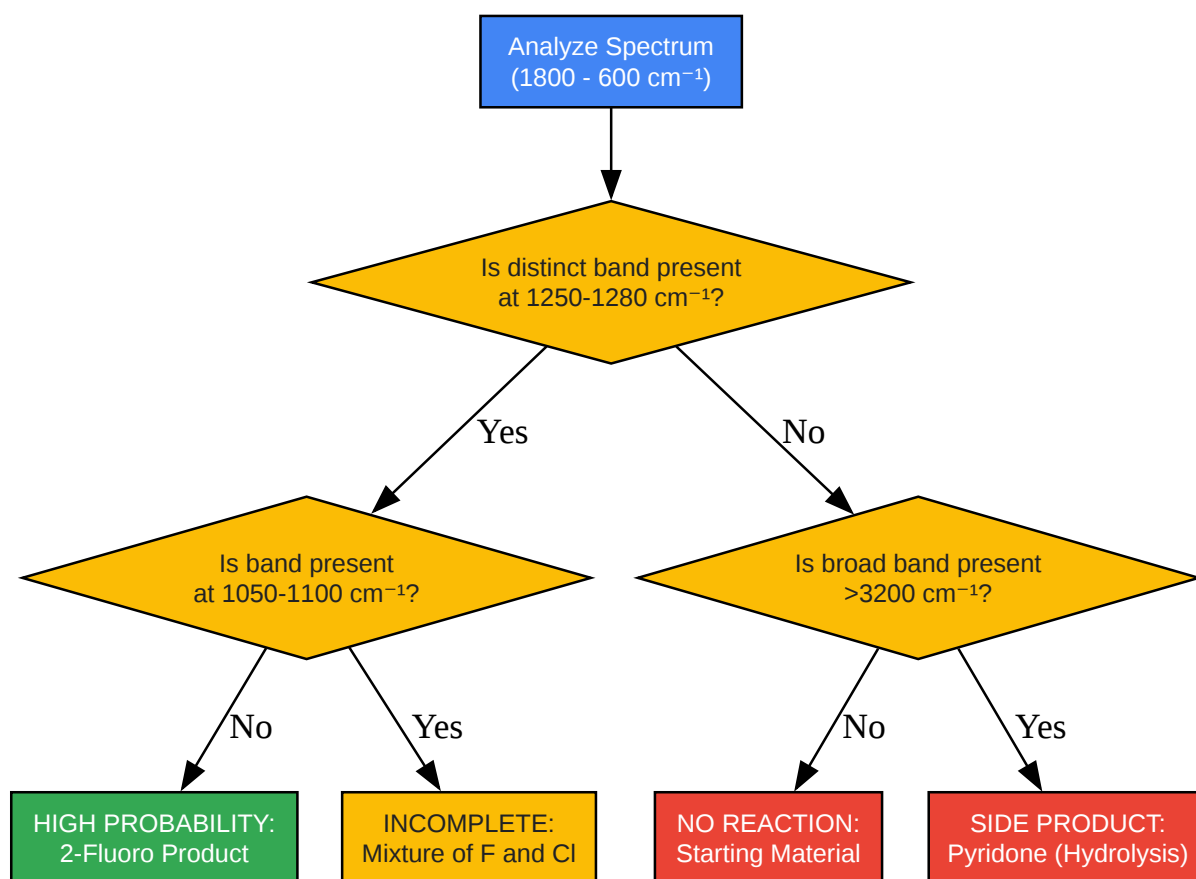 Analyze Spectrum
(1800 - 600 cm⁻¹)
Is distinct band present
at 1250-1280 cm⁻¹?
Yes
No
Is band present
at 1050-1100 cm⁻¹?
Is broad band present
>3200 cm⁻¹?
No
Yes
No
Yes
HIGH PROBABILITY:
2-Fluoro Product
INCOMPLETE:
Mixture of F and Cl
NO REACTION:
Starting Material
SIDE PRODUCT:
Pyridone (Hydrolysis)